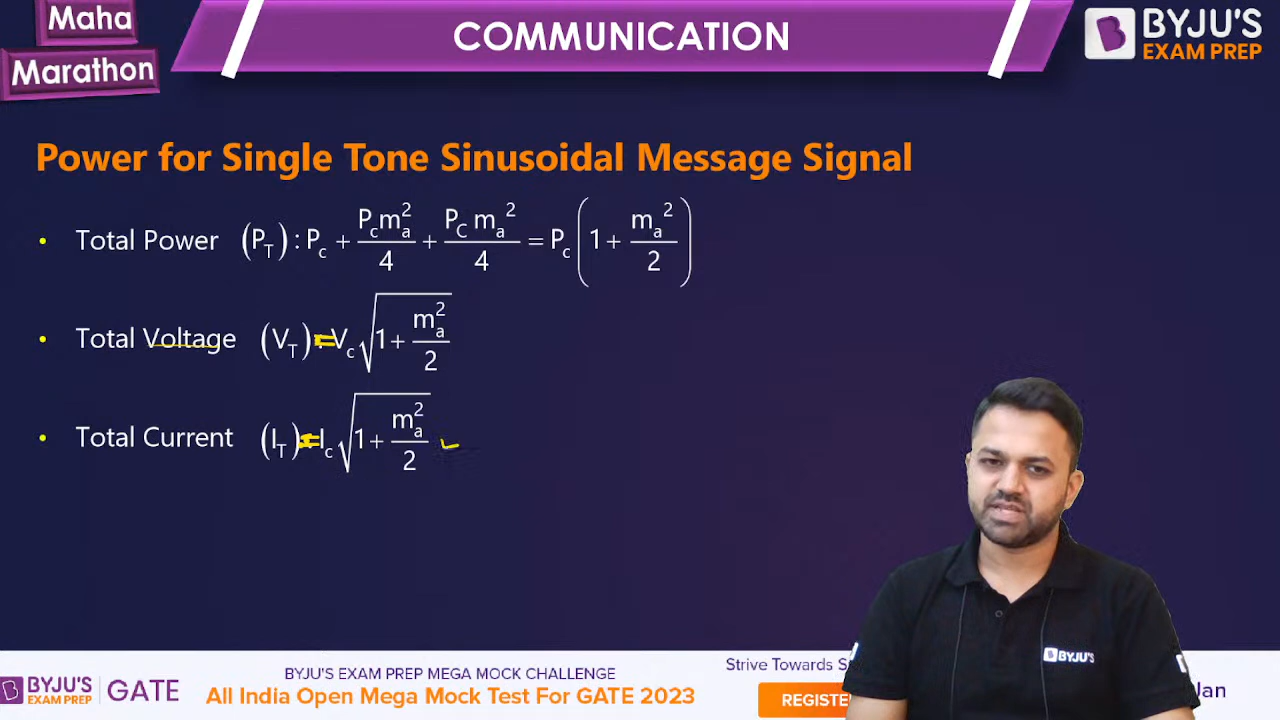 Maha
Marathon
COMMUNICATION
BYJU'S
EXAM PREP
Power for Single Tone Sinusoidal Message Signal
• Total Power (P_T) : P_c + P_c m_a^2/4 + P_C m_a^2/4 = P_c (1 + m_a^2/2)
• Total Voltage (V_T) = V_c √(1 + m_a^2/2)
• Total Current (I_T) = I_c √(1 + m_a^2/2)
BYJU'S
BYJU'S
EXAM PREP
GATE
BYJU'S EXAM PREP MEGA MOCK CHALLENGE
All India Open Mega Mock Test For GATE 2023
Strive Towards
REGISTE
Jan